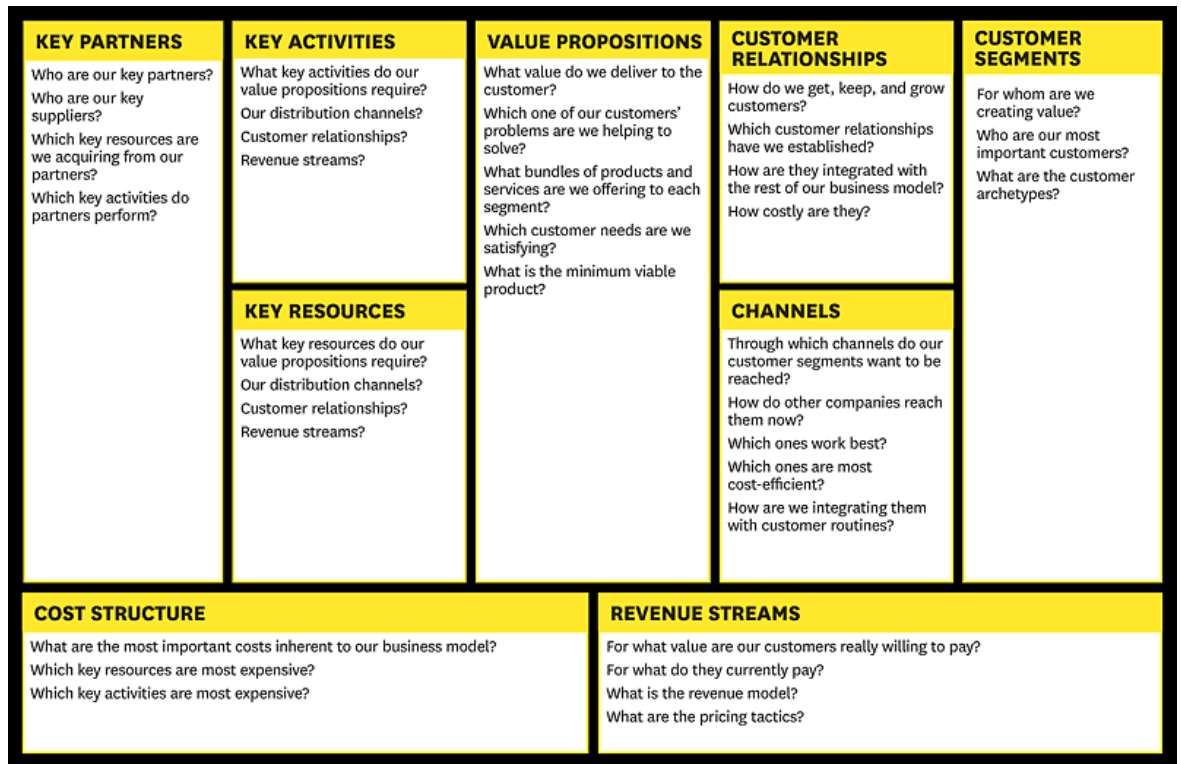 KEY PARTNERS
Who are our key partners?
Who are our key
suppliers?
Which key resources are
we acquiring from our
partners?
Which key activities do
partners perform?
KEY ACTIVITIES
What key activities do our
value propositions require?
Our distribution channels?
Customer relationships?
Revenue streams?
KEY RESOURCES
What key resources do our
value propositions require?
Our distribution channels?
Customer relationships?
Revenue streams?
VALUE PROPOSITIONS
What value do we deliver to the
customer?
Which one of our customers’
problems are we helping to
solve?
What bundles of products and
services are we offering to each
segment?
Which customer needs are we
satisfying?
What is the minimum viable
product?
CUSTOMER
RELATIONSHIPS
How do we get, keep, and grow
customers?
Which customer relationships
have we established?
How are they integrated with
the rest of our business model?
How costly are they?
CHANNELS
Through which channels do our
customer segments want to be
reached?
How do other companies reach
them now?
Which ones work best?
Which ones are most
cost-efficient?
How are we integrating them
with customer routines?
CUSTOMER
SEGMENTS
For whom are we
creating value?
Who are our most
important customers?
What are the customer
archetypes?
COST STRUCTURE
What are the most important costs inherent to our business model?
Which key resources are most expensive?
Which key activities are most expensive?
REVENUE STREAMS
For what value are our customers really willing to pay?
For what do they currently pay?
What is the revenue model?
What are the pricing tactics?